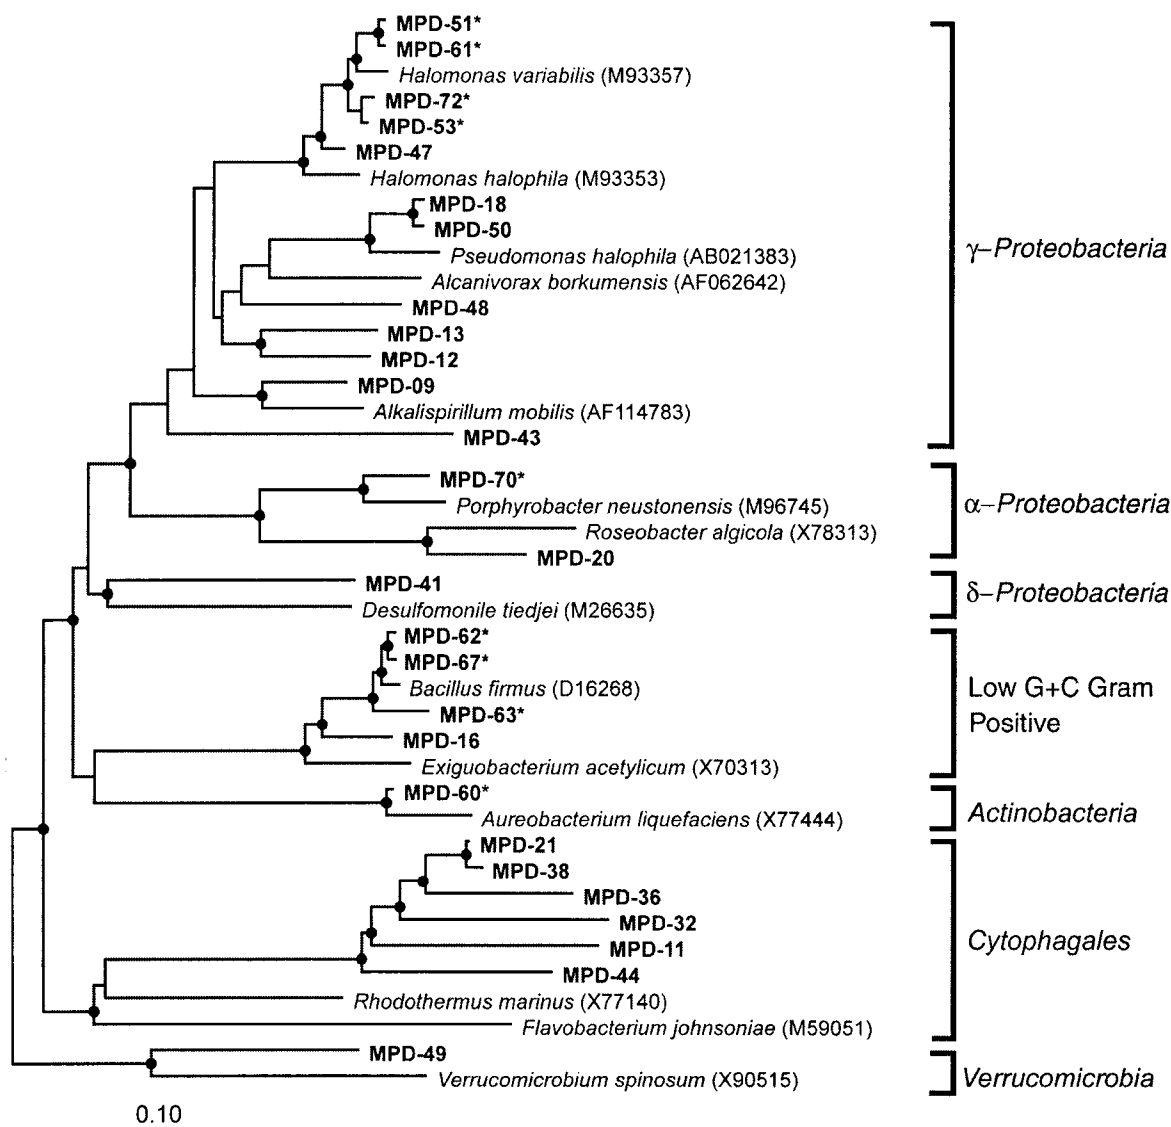 MPD-51*
MPD-61*
Halomonas variabilis (M93357)
MPD-72*
MPD-53*
MPD-47
Halomonas halophila (M93353)
MPD-18
MPD-50
Pseudomonas halophila (AB021383)
Alcanivorax borkumensis (AF062642)
MPD-48
MPD-13
MPD-12
MPD-09
Alkalispirillum mobilis (AF114783)
MPD-43
γ–Proteobacteria
MPD-70*
Porphyrobacter neustonensis (M96745)
Roseobacter algicola (X78313)
MPD-20
α–Proteobacteria
MPD-41
Desulfomonile tiedjei (M26635)
δ–Proteobacteria
MPD-62*
MPD-67*
Bacillus firmus (D16268)
MPD-63*
MPD-16
Exiguobacterium acetylicum (X70313)
Low G+C Gram
Positive
MPD-60*
Aureobacterium liquefaciens (X77444)
Actinobacteria
MPD-21
MPD-38
MPD-36
MPD-32
MPD-11
MPD-44
Rhodothermus marinus (X77140)
Flavobacterium johnsoniae (M59051)
Cytophagales
MPD-49
Verrucomicrobium spinosum (X90515)
Verrucomicrobia
0.10